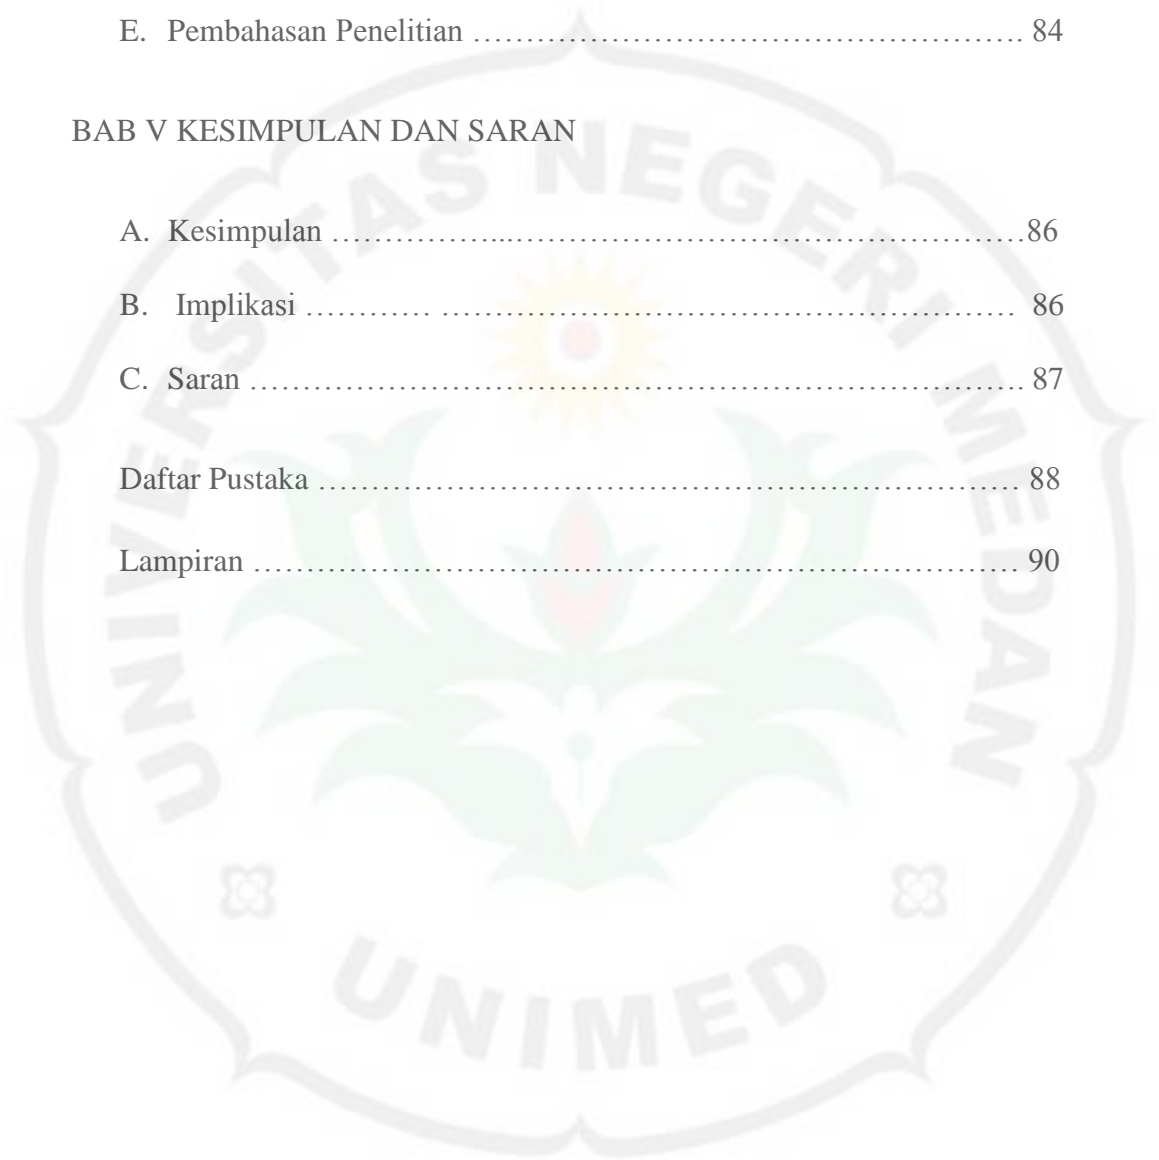 E. Pembahasan Penelitian ……………………………………………. 84
BAB V KESIMPULAN DAN SARAN
A. Kesimpulan ……………...…………………………………………86
B. Implikasi ………… ……………………………………………… 86
C. Saran ………………………………………………………………. 87
Daftar Pustaka ………………………………………………………… 88
Lampiran ……………………………………………………………… 90
UNIVERSITAS NEGERI MEDAN
UNIMED